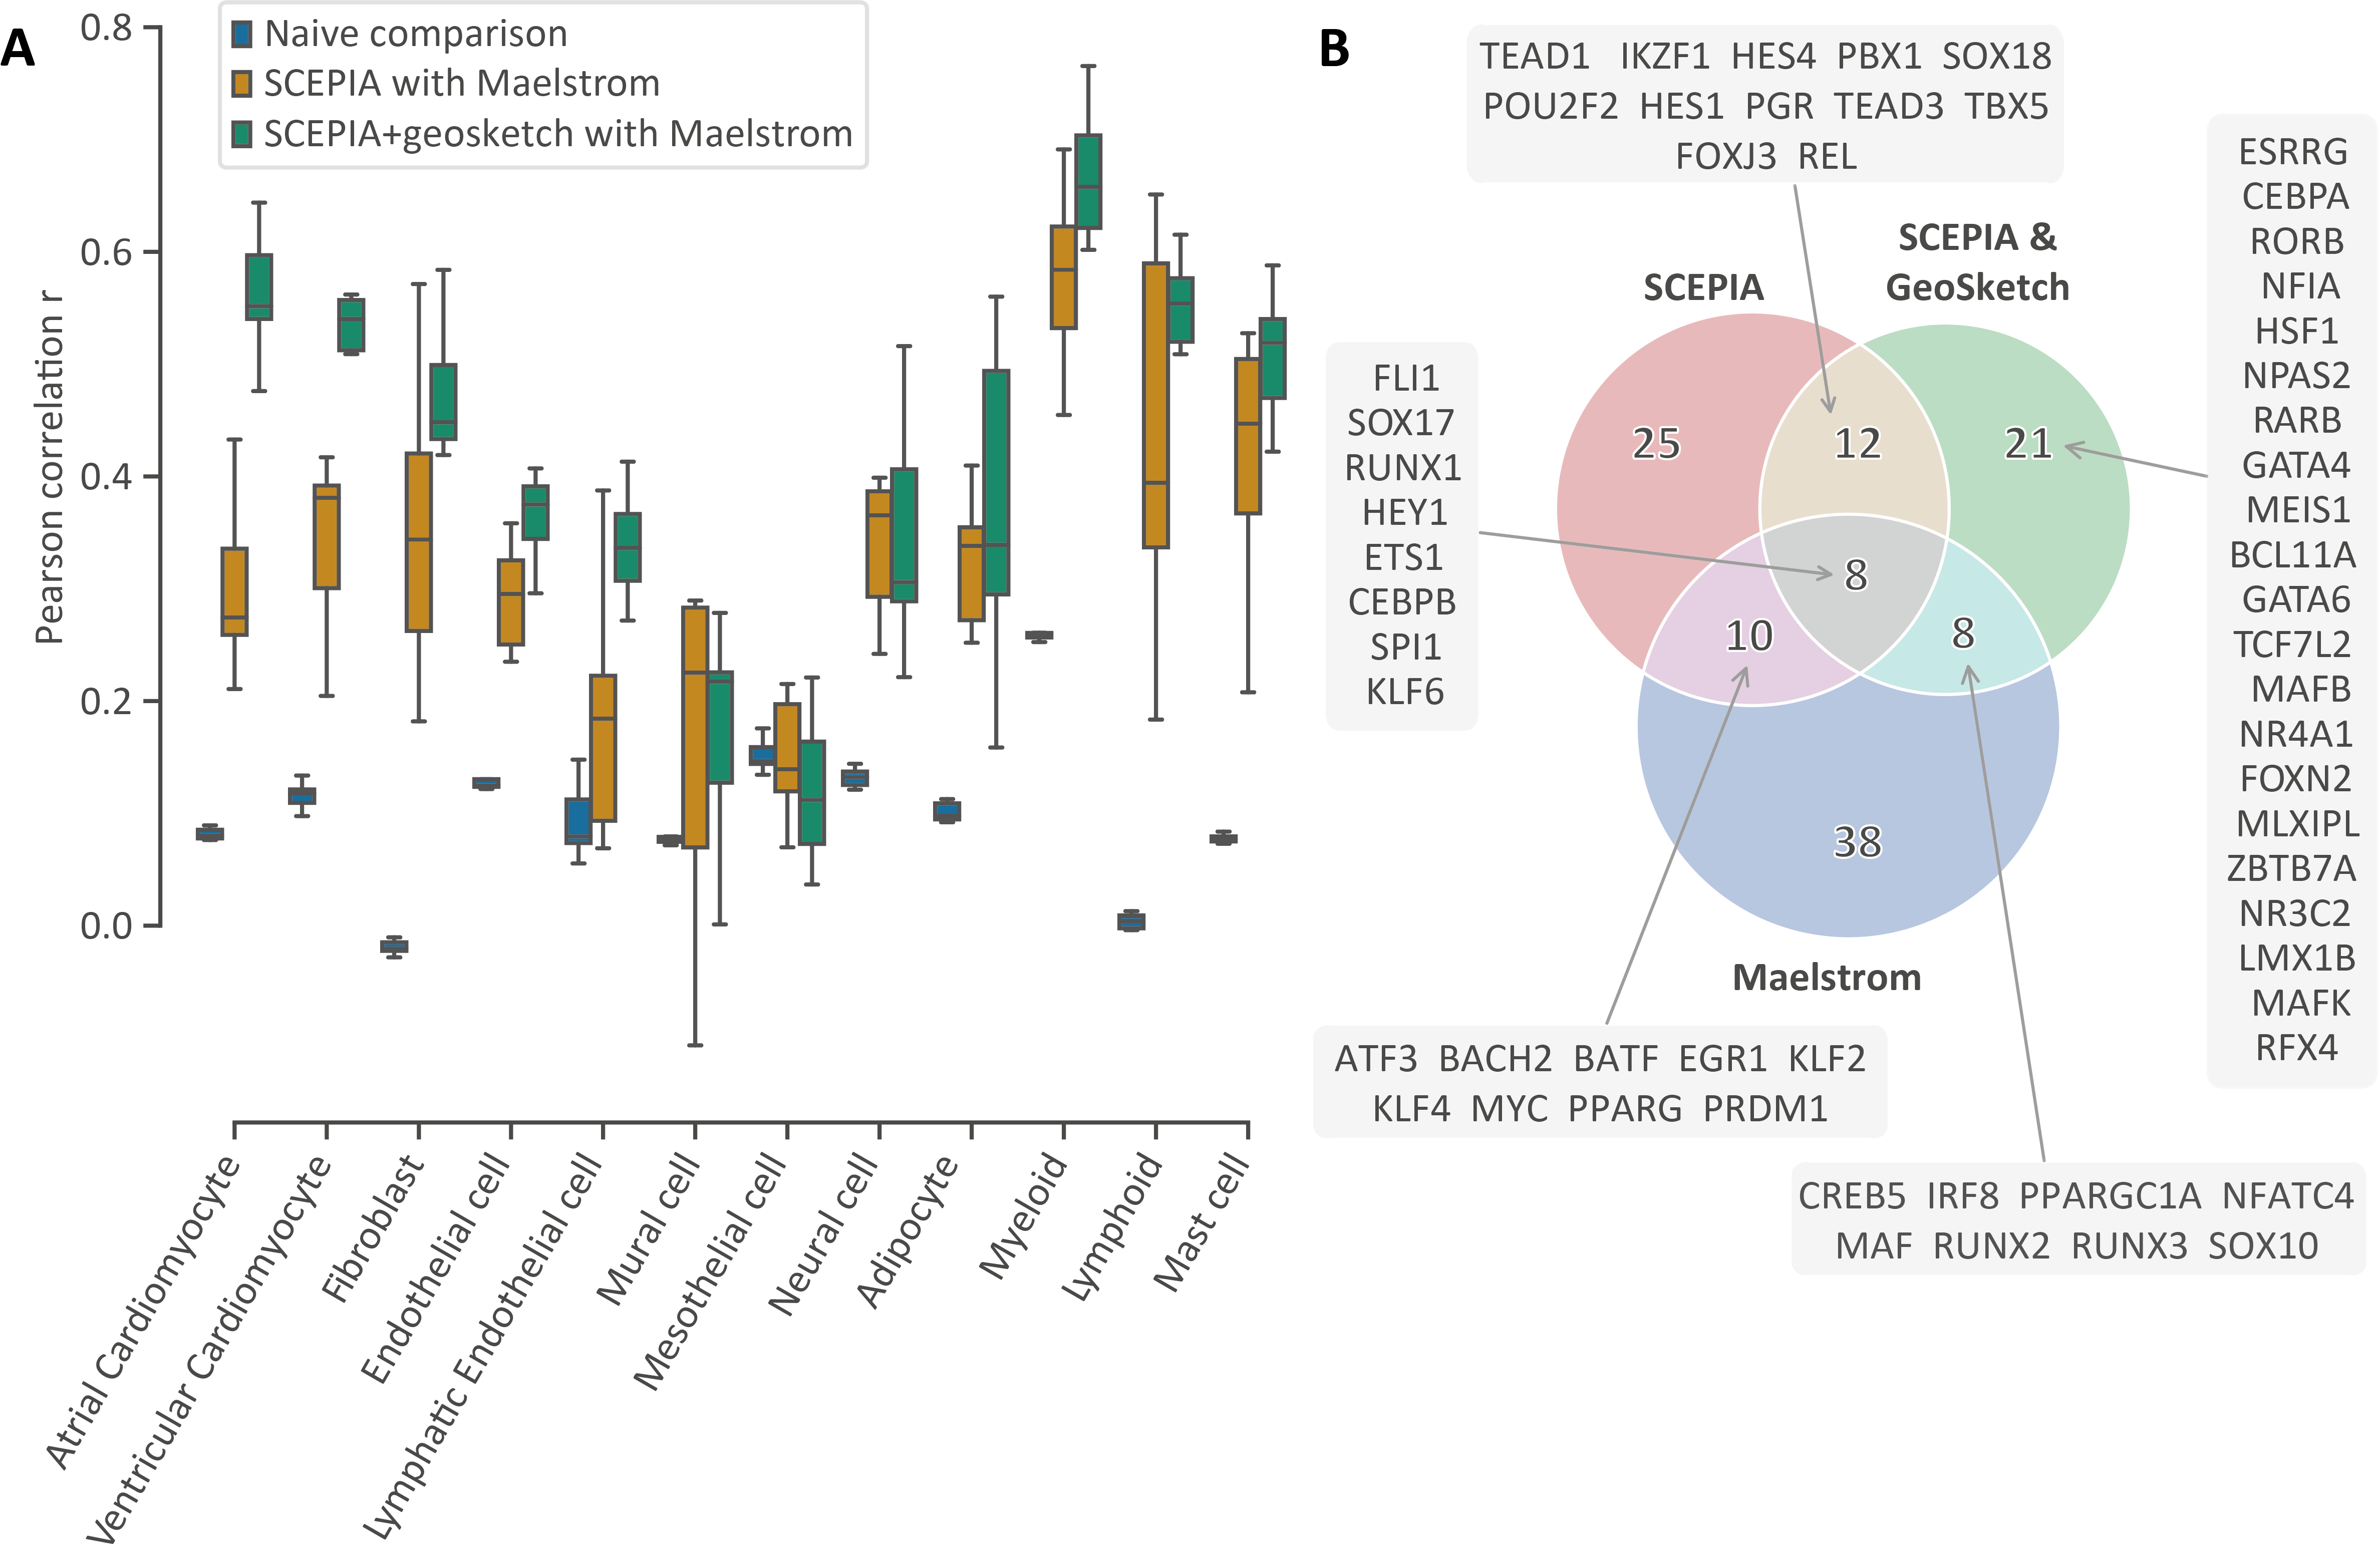 A
0.8
0.6
0.4
0.2
0.0
Pearson correlation r
Naive comparison
SCEPIA with Maelstrom
SCEPIA+geosketch with Maelstrom
Atrial Cardiomyocyte
Ventricular Cardiomyocyte
Fibroblast
Endothelial cell
Lymphatic Endothelial cell
Mural cell
Mesothelial cell
Neural cell
Adipocyte
Myeloid
Lymphoid
Mast cell
B
TEAD1 IKZF1 HES4 PBX1 SOX18
POU2F2 HES1 PGR TEAD3 TBX5
FOXJ3 REL
SCEPIA
SCEPIA &
GeoSketch
25
12
21
8
10
8
38
Maelstrom
FLI1
SOX17
RUNX1
HEY1
ETS1
CEBPB
SPI1
KLF6
ESRRG
CEBPA
RORB
NFIA
HSF1
NPAS2
RARB
GATA4
MEIS1
BCL11A
GATA6
TCF7L2
MAFB
NR4A1
FOXN2
MLXIPL
ZBTB7A
NR3C2
LMX1B
MAFK
RFX4
ATF3 BACH2 BATF EGR1 KLF2
KLF4 MYC PPARG PRDM1
CREB5 IRF8 PPARGC1A NFATC4
MAF RUNX2 RUNX3 SOX10